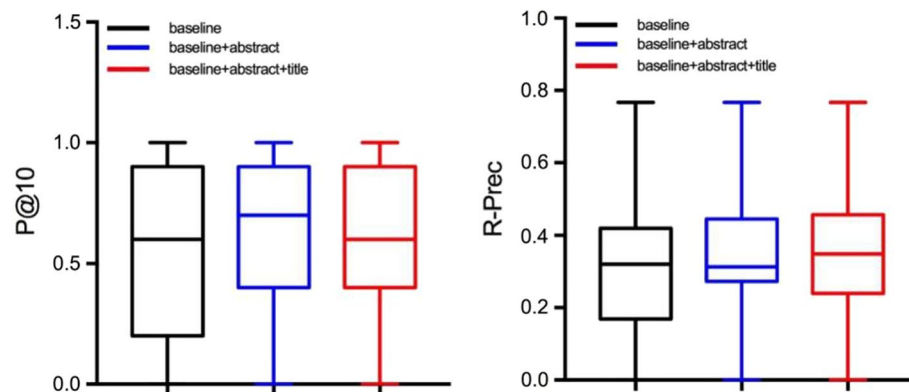 1.5
baseline
baseline+abstract
baseline+abstract+title
1.0
0.5
0.0
P@10
1.0
baseline
baseline+abstract
baseline+abstract+title
0.8
0.6
0.4
0.2
0.0
R-Prec